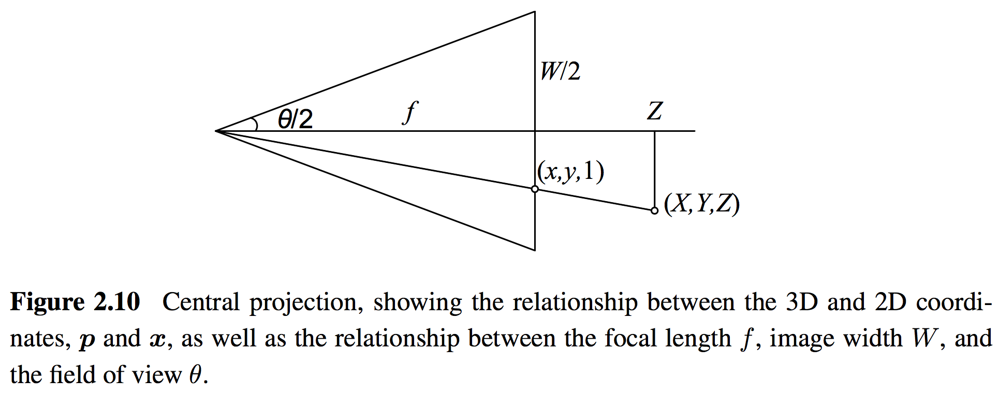 W/2
θ/2
f
Z
(x,y,1)
(X,Y,Z)
Figure 2.10 Central projection, showing the relationship between the 3D and 2D coordi-
nates, p and x, as well as the relationship between the focal length f, image width W, and
the field of view θ.